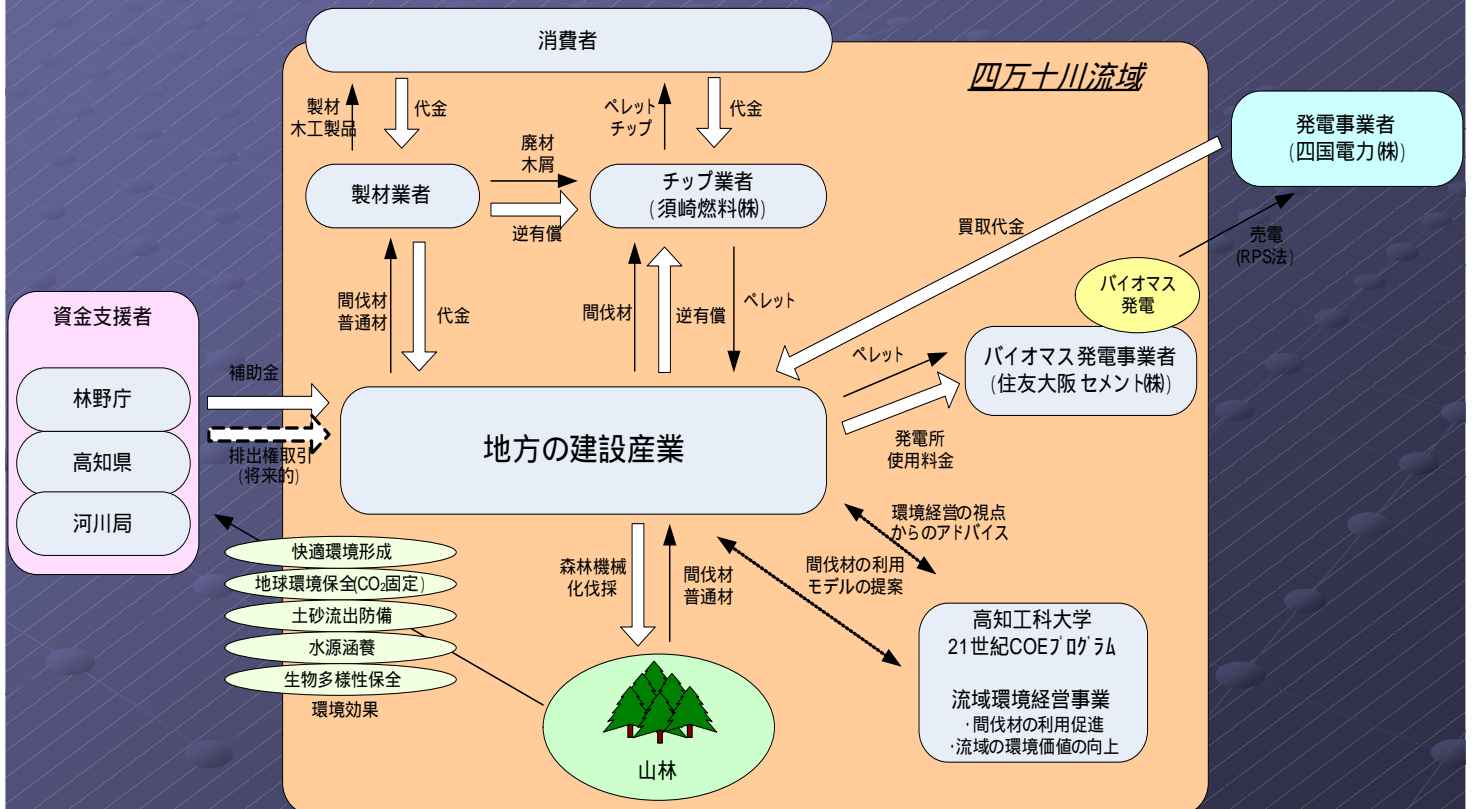 消費者
四万十川流域
製材
木工製品
代金
ペレット
チップ
代金
発電事業者
(四国電力㈱)
製材業者
廃材
木屑
逆有償
チップ業者
(須崎燃料㈱)
買取代金
売電
(RPS法)
バイオマス
発電
資金支援者
林野庁
高知県
河川局
間伐材
普通材
代金
間伐材
逆有償
ペレット
ペレット
バイオマス発電事業者
(住友大阪セメント㈱)
発電所
使用料金
補助金
排出権取引
(将来的)
地方の建設産業
環境経営の視点
からのアドバイス
間伐材の利用
モデルの提案
快適環境形成
地球環境保全(CO₂固定)
土砂流出防備
水源涵養
生物多様性保全
環境効果
森林機械
化伐採
間伐材
普通材
山林
高知工科大学
21世紀COEプログラム
流域環境経営事業
・間伐材の利用促進
・流域の環境価値の向上